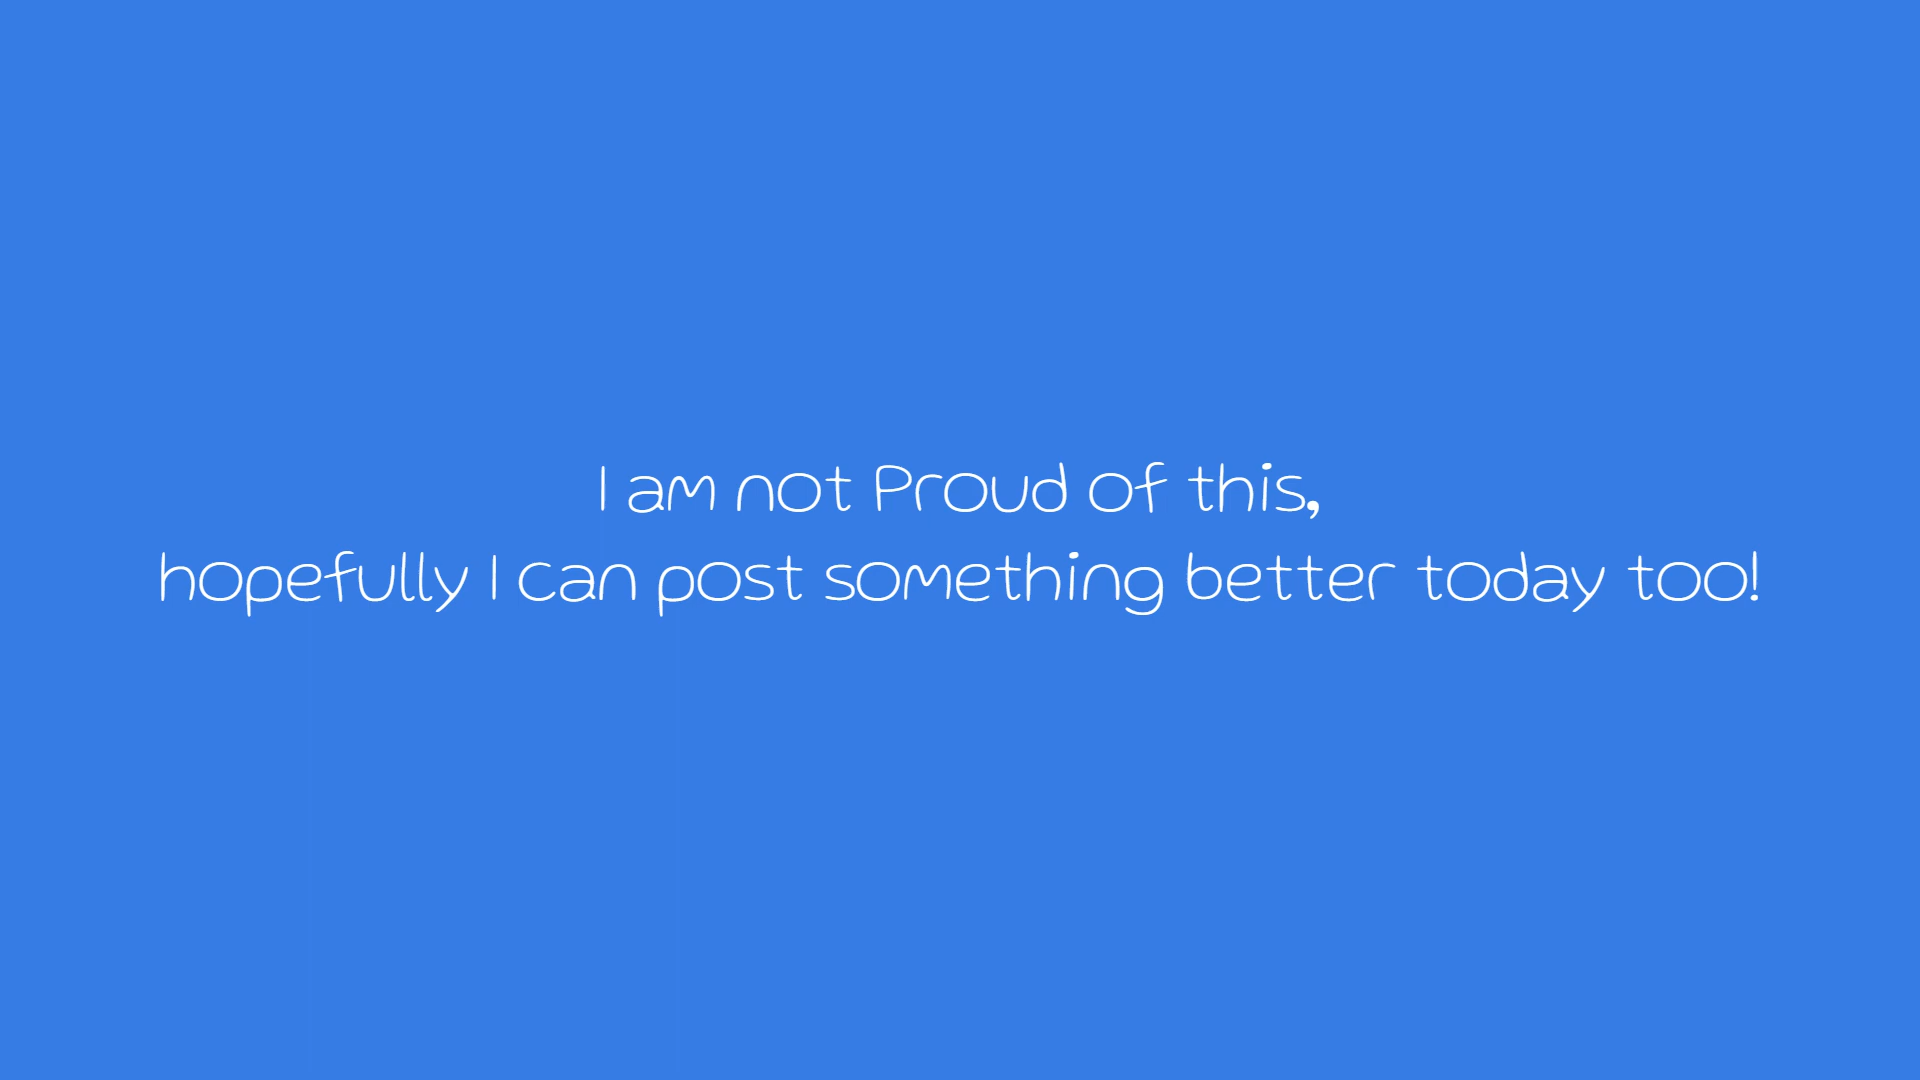 I am not Proud of this,
hopefully I can post something better today too!